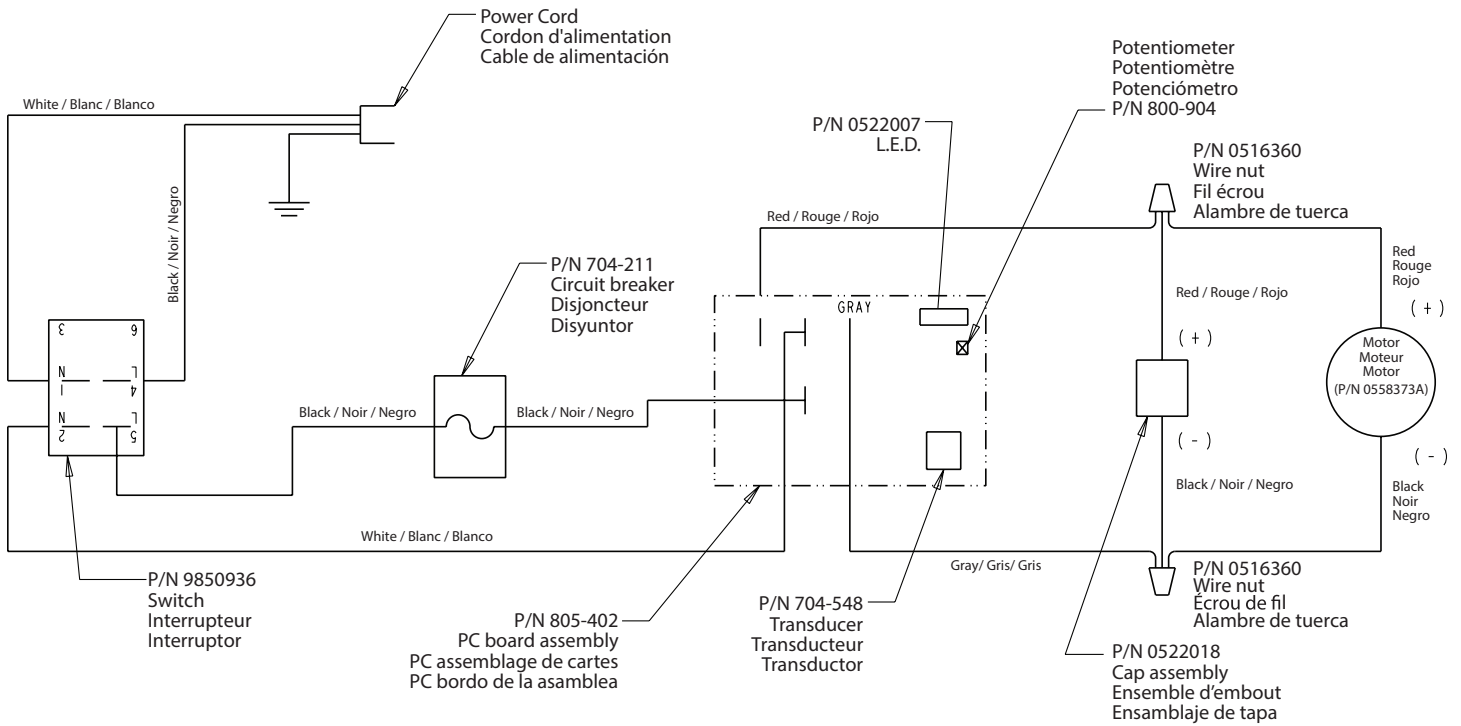 Power Cord
Cordon d'alimentation
Cable de alimentación
White / Blanc / Blanco
Black / Noir / Negro
Potentiometer
Potentiomètre
Potenciómetro
P/N 800-904
P/N 0522007
L.E.D.
P/N 0516360
Wire nut
Fil écrou
Alambre de tuerca
Red / Rouge / Rojo
P/N 704-211
Circuit breaker
Disjoncteur
Disyuntor
Red
Rouge
Rojo
( + )
Red / Rouge / Rojo
GRAY
3 6
N L
1 4
N L
2 5
( + )
Motor
Moteur
Motor
(P/N 0558373A)
Black / Noir / Negro
Black / Noir / Negro
( - )
( - )
Black / Noir / Negro
Black
Noir
Negro
White / Blanc / Blanco
Gray/ Gris/ Gris
P/N 9850936
Switch
Interrupteur
Interruptor
P/N 805-402
PC board assembly
PC assemblage de cartes
PC bordo de la asamblea
P/N 704-548
Transducer
Transducteur
Transductor
P/N 0516360
Wire nut
Écrou de fil
Alambre de tuerca
P/N 0522018
Cap assembly
Ensemble d’embout
Ensamblaje de tapa